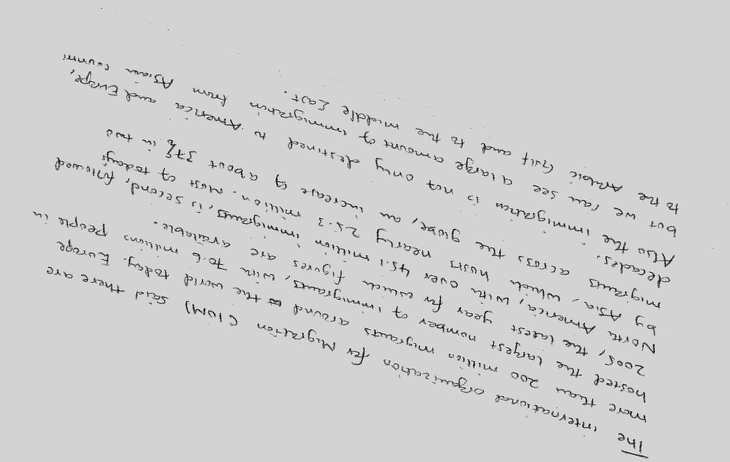 The international organization for Migration (IOM) said there are
more than 200 million migrants around the world today. Europe
hosted the largest number of immigrants, with 70.6 millions People in
2005, the latest year for which figures are available.
North America, with over 45.1 million immigrants, is second, followed
by Asia, which hosts nearly 25.3 million. Most of todays
migrants across the globe, an increase of about 37% in two
decades.
Also the immigration is not only destined to America and Europe,
but we can see a large amount of immigration from Asian
to the Arabic Gulf and to the middle East.